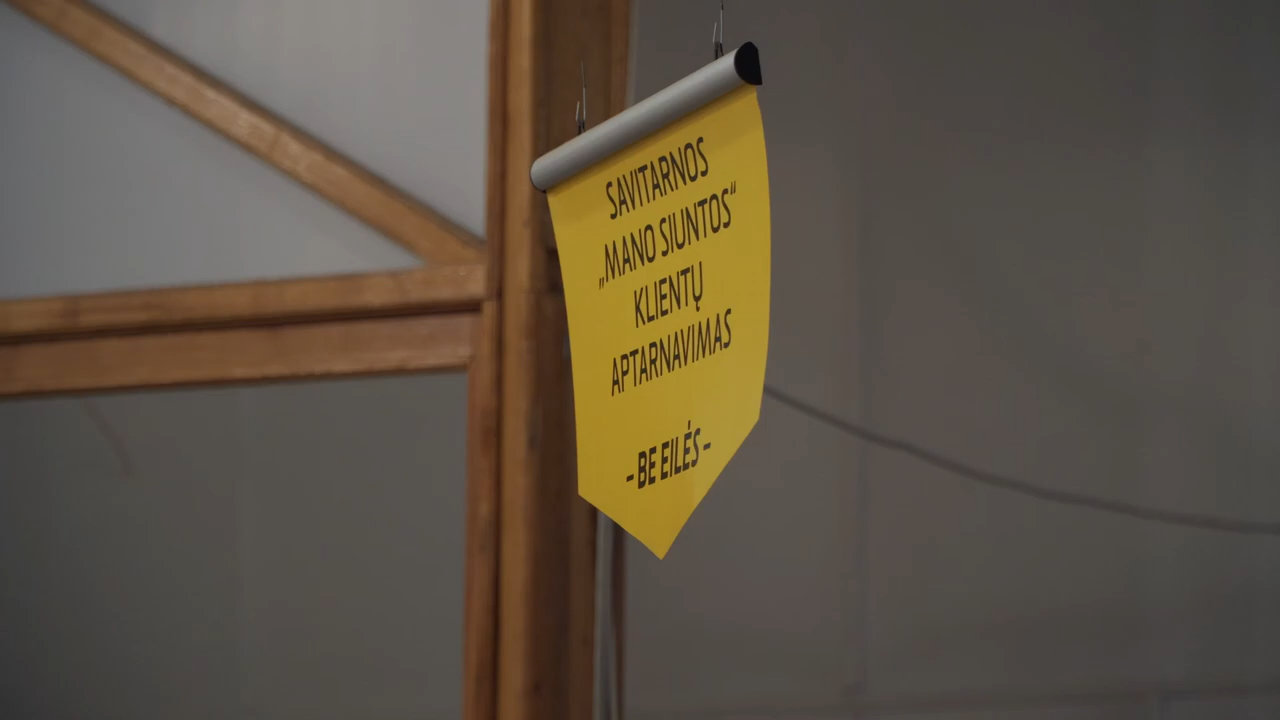 SAVITARNOS
„MANO SIUNTOS“
KLIENTŲ
APTARNAVIMAS
–BE EILĖS–